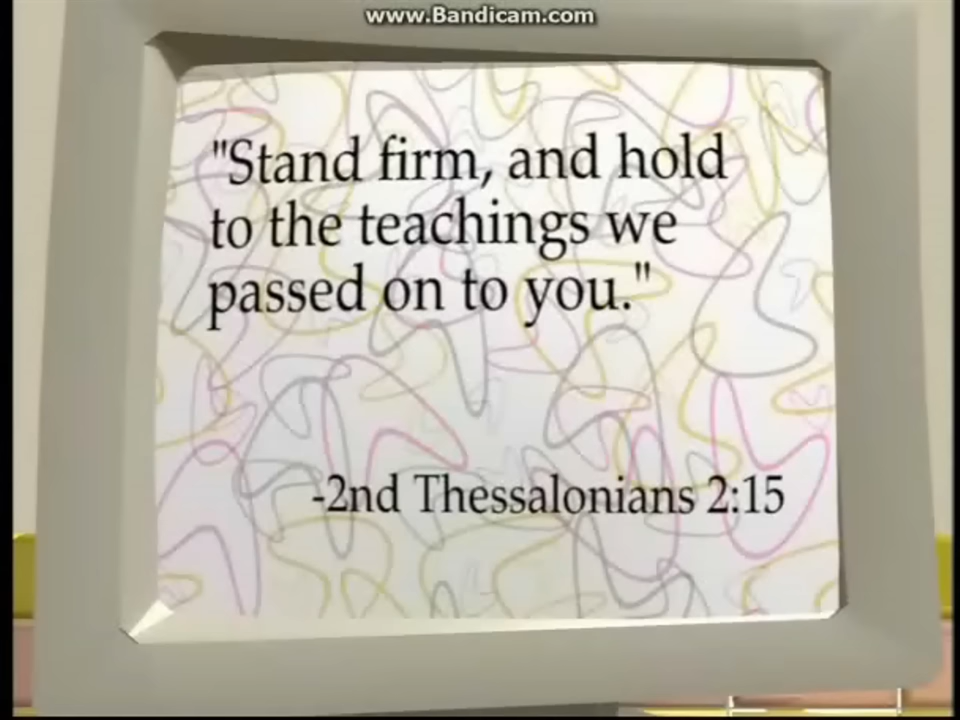 www.Bandicam.com
"Stand firm, and hold
to the teachings we
passed on to you."
-2nd Thessalonians 2:15